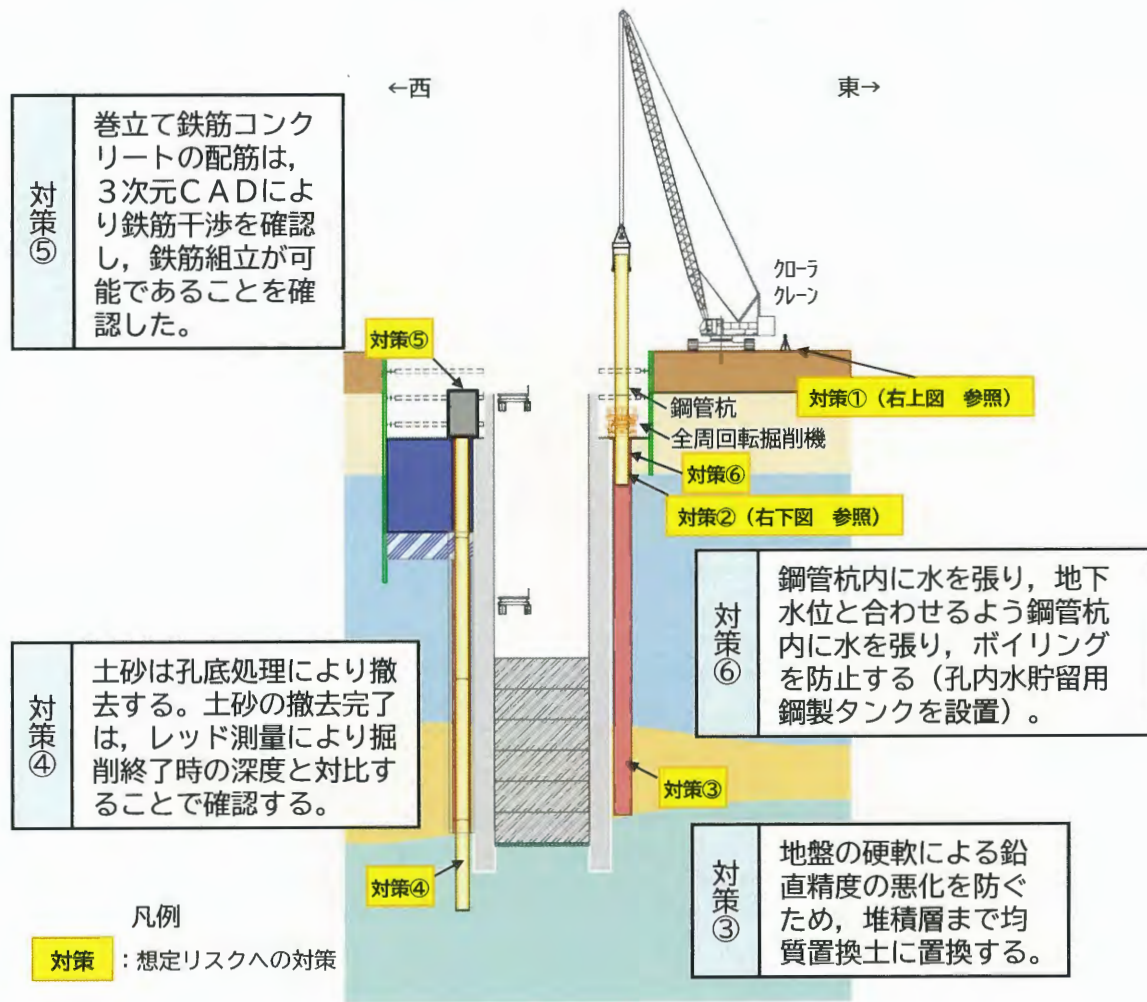 ←西
東→
対策⑤
巻立て鉄筋コンク
リートの配筋は，
３次元ＣＡＤによ
り鉄筋干渉を確認
し，鉄筋組立が可
能であることを確
認した。
ｸﾛｰﾗ
ｸﾚｰﾝ
対策⑤
対策①（右上図　参照）
鋼管杭
全周回転掘削機
対策⑥
対策②（右下図　参照）
対策⑥
鋼管杭内に水を張り，地下
水位と合わせるよう鋼管杭
内に水を張り，ボイリング
を防止する（孔内水貯留用
鋼製タンクを設置）。
対策④
土砂は孔底処理により撤
去する。土砂の撤去完了
は，レッド測量により掘
削終了時の深度と対比す
ることで確認する。
対策③
対策④
対策③
地盤の硬軟による鉛
直精度の悪化を防ぐ
ため，堆積層まで均
質置換土に置換する。
凡例
対策：想定リスクへの対策